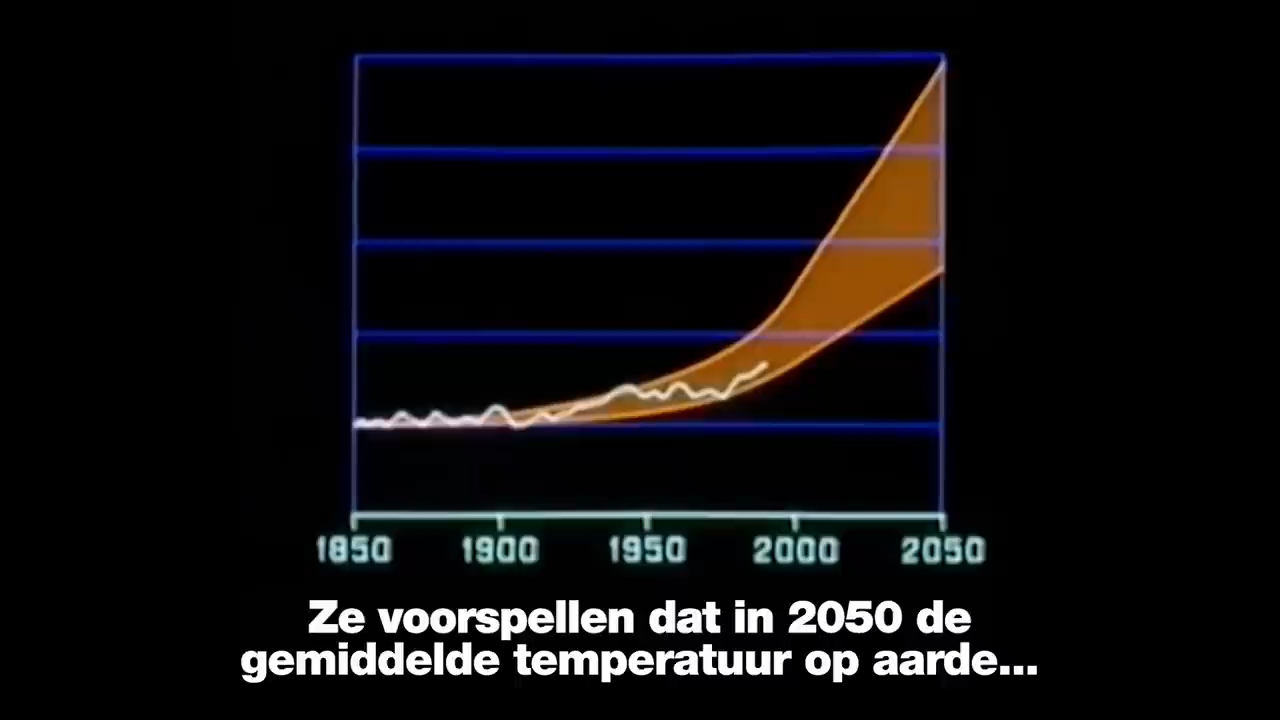 1850 1900 1950 2000 2050
Ze voorspellen dat in 2050 de
gemiddelde temperatuur op aarde...